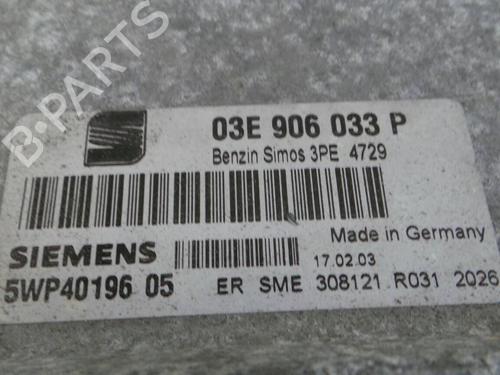 B-PARTS
03E 906 033 P
Benzin Simos 3PE 4729
Made in Germany
SIEMENS
17.02.03
5WP40196 05 ER SME 308121 R031 2026